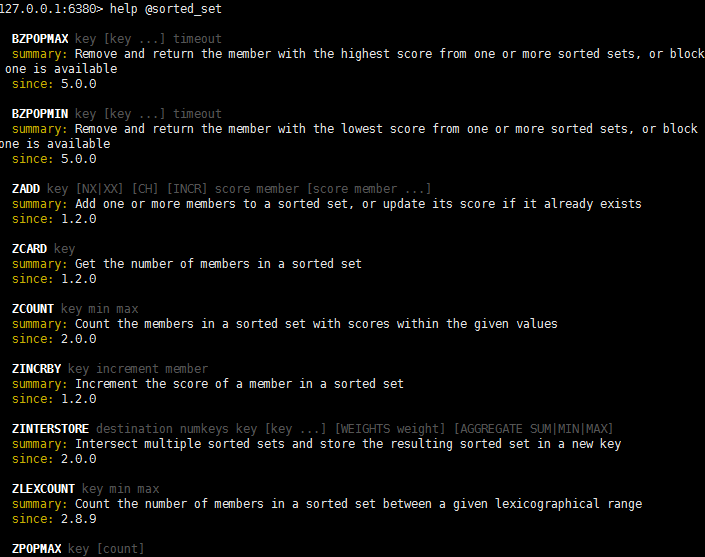 127.0.0.1:6380> help @sorted_set
BZPOPMAX key [key ...] timeout
summary: Remove and return the member with the highest score from one or more sorted sets, or block
one is available
since: 5.0.0
BZPOPMIN key [key ...] timeout
summary: Remove and return the member with the lowest score from one or more sorted sets, or block
one is available
since: 5.0.0
ZADD key [NX|XX] [CH] [INCR] score member [score member ...]
summary: Add one or more members to a sorted set, or update its score if it already exists
since: 1.2.0
ZCARD key
summary: Get the number of members in a sorted set
since: 1.2.0
ZCOUNT key min max
summary: Count the members in a sorted set with scores within the given values
since: 2.0.0
ZINCRBY key increment member
summary: Increment the score of a member in a sorted set
since: 1.2.0
ZINTERSTORE destination numkeys key [key ...] [WEIGHTS weight] [AGGREGATE SUM|MIN|MAX]
summary: Intersect multiple sorted sets and store the resulting sorted set in a new key
since: 2.0.0
ZLEXCOUNT key min max
summary: Count the number of members in a sorted set between a given lexicographical range
since: 2.8.9
ZPOPMAX key [count]